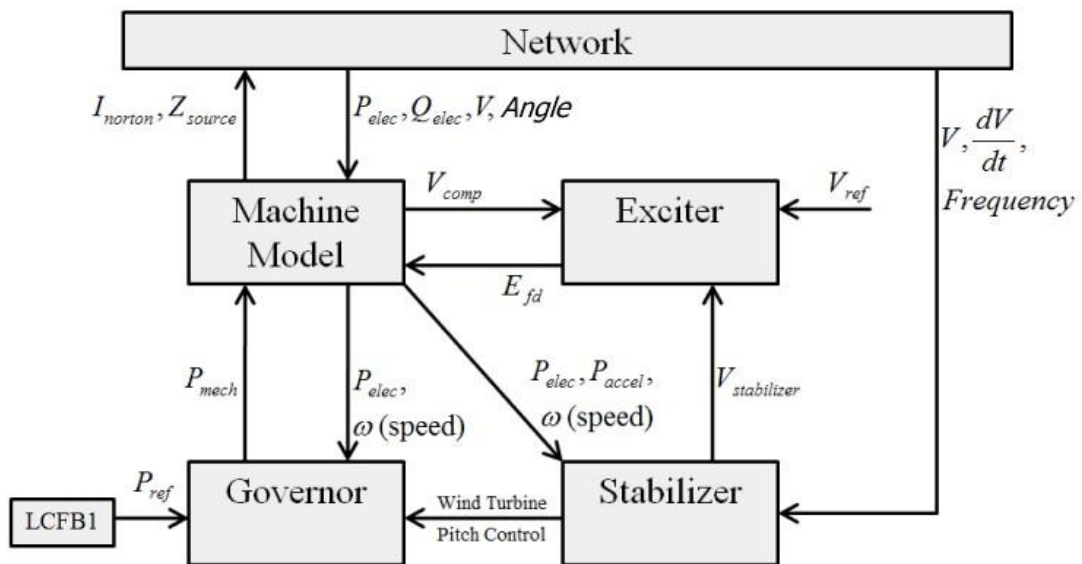 Network
I_norton, Z_source
P_elec, Q_elec, V, Angle
V, dV/dt,
Frequency
Machine
Model
V_comp
Exciter
V_ref
E_fd
P_mech
P_elec,
ω (speed)
P_elec, P_accel,
ω (speed)
V_stabilizer
P_ref
LCFB1
Governor
Wind Turbine
Pitch Control
Stabilizer